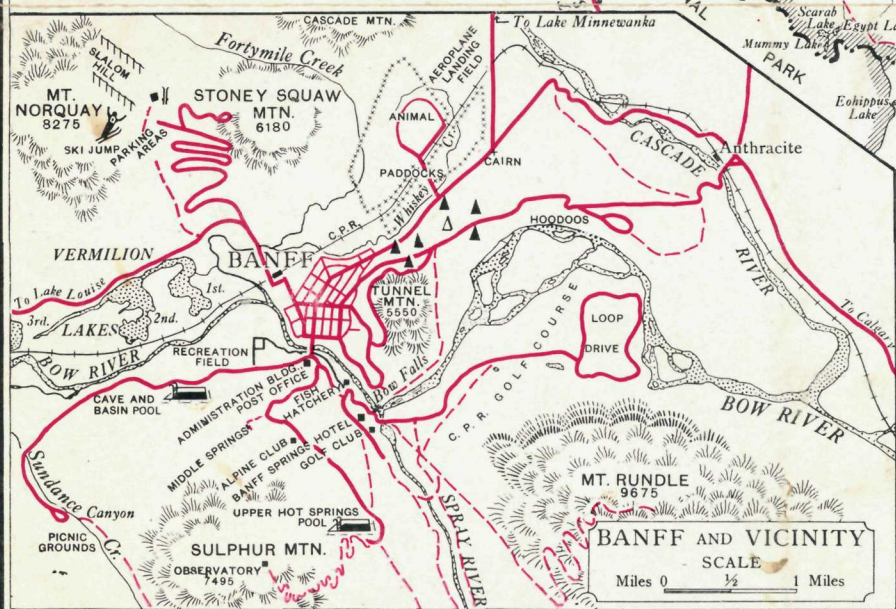 To Lake Minnewanka
PARK
Scarab
Lake
Egypt La
Mummy Lake
Eohippus
Lake
CASCADE MTN.
Fortymile Creek
AEROPLANE
LANDING
FIELD
SLALOM
HILL
MT.
NORQUAY
8275
SKI JUMP
PARKING
AREAS
STONEY SQUAW
MTN.
6180
ANIMAL
PADDOCKS
Whiskey Cr.
CAIRN
CASCADE
RIVER
Anthracite
C.P.R.
HOODOOS
VERMILION
LAKES
BANFF
To Lake Louise
1st.
2nd.
3rd.
BOW RIVER
TUNNEL
MTN.
5550
LOOP
DRIVE
To Calgary
RECREATION
FIELD
CAVE AND
BASIN POOL
ADMINISTRATION BLDG.,
POST OFFICE
FISH
HATCHERY
Bow Falls
C.P.R. GOLF COURSE
BOW RIVER
MIDDLE SPRINGS
ALPINE CLUB
BANFF SPRINGS HOTEL
GOLF CLUB
Sundance Canyon
Cr.
PICNIC
GROUNDS
UPPER HOT SPRINGS
POOL
SULPHUR MTN.
OBSERVATORY
7495
SPRAY RIVER
MT. RUNDLE
9675
BANFF AND VICINITY
SCALE
Miles 0 ½ 1 Miles